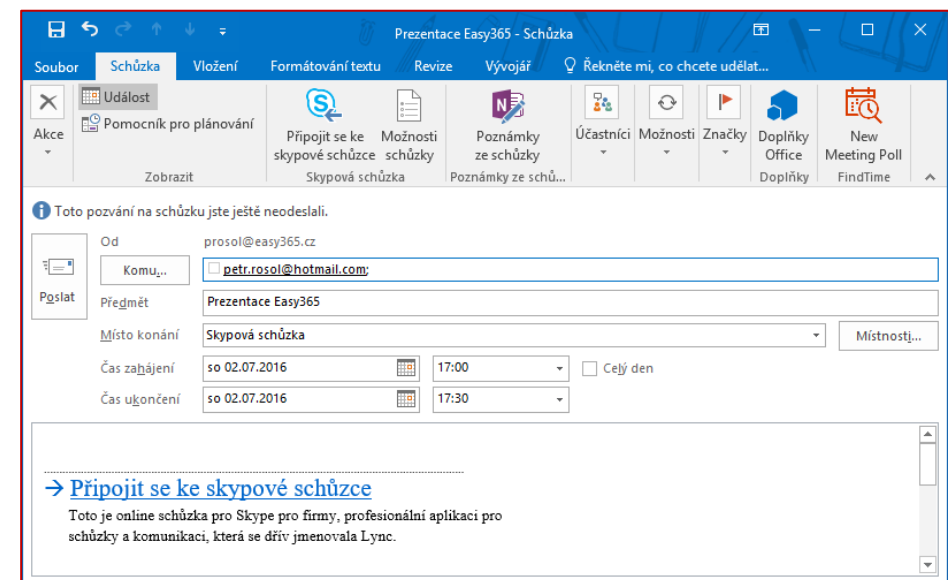 Prezentace Easy365 - Schůzka
Soubor Schůzka Vložení Formátování textu Revize Vývojář Řekněte mi, co chcete udělat...
Akce
Událost
Pomocník pro plánování
Zobrazit
Připojit se ke
skypové schůzce
Možnosti
schůzky
Skypová schůzka
Poznámky
ze schůzky
Poznámky ze schů...
Účastníci
Možnosti
Značky
Doplňky
Office
Doplňky
New
Meeting Poll
FindTime
Toto pozvání na schůzku jste ještě neodeslali.
Poslat
Od prosol@easy365.cz
Komu... petr.rosol@hotmail.com;
Předmět Prezentace Easy365
Místo konání Skypová schůzka Místnosti...
Čas zahájení so 02.07.2016 17:00 Celý den
Čas ukončení so 02.07.2016 17:30
→ Připojit se ke skypové schůzce
Toto je online schůzka pro Skype pro firmy, profesionální aplikaci pro
schůzky a komunikaci, která se dřív jmenovala Lync.